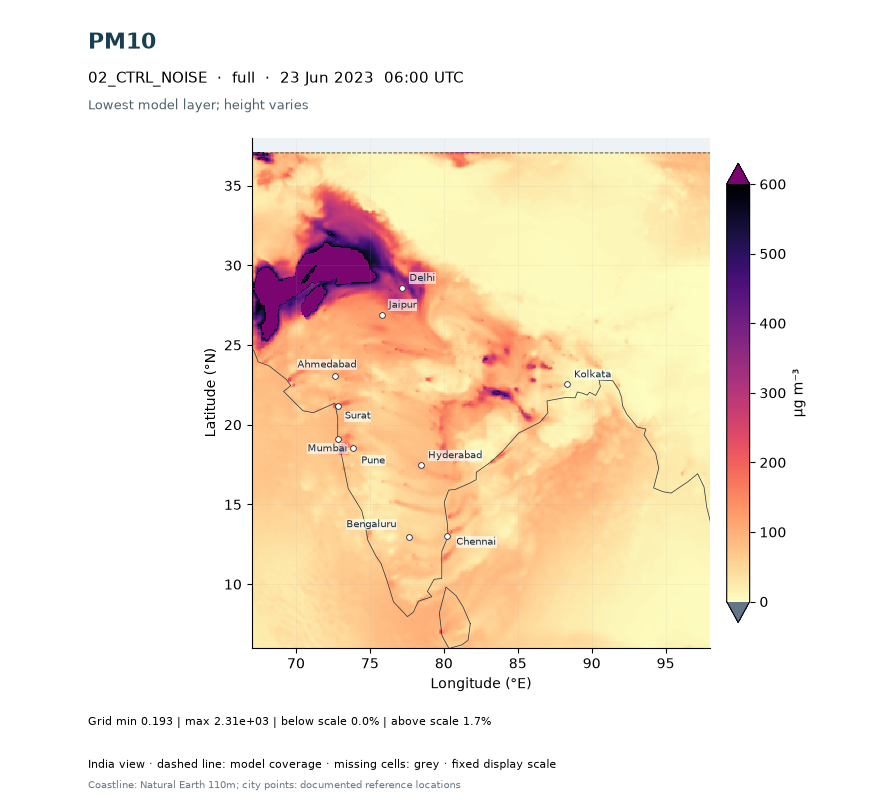 PM10
02_CTRL_NOISE · full · 23 Jun 2023 06:00 UTC
Lowest model layer; height varies
35
30
25
20
15
10
Latitude (°N)
Delhi
Jaipur
Ahmedabad
Kolkata
Surat
Mumbai
Pune
Hyderabad
Bengaluru
Chennai
70 75 80 85 90 95
Longitude (°E)
600
500
400
300
200
100
0
µg m⁻³
Grid min 0.193 | max 2.31e+03 | below scale 0.0% | above scale 1.7%
India view · dashed line: model coverage · missing cells: grey · fixed display scale
Coastline: Natural Earth 110m; city points: documented reference locations